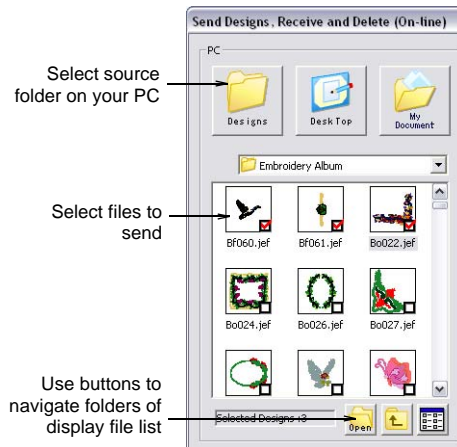 Send Designs, Receive and Delete (On-line)
PC
Select source
folder on your PC
Designs
DeskTop
My
Document
Embroidery Album
Select files to
send
Bf060.jef
Bf061.jef
Bo022.jef
Bo024.jef
Bo026.jef
Bo027.jef
Use buttons to
navigate folders of
display file list
Selected Designs :3
Open